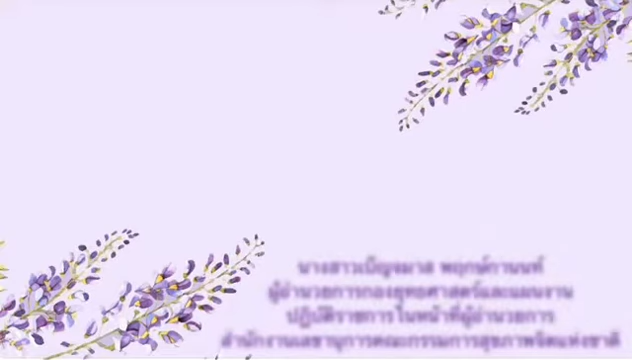 นางสาวเบ็ญจมาส พฤกษ์กานนท์
ผู้อำนวยการกองยุทธศาสตร์และแผนงาน
ปฏิบัติราชการในหน้าที่ผู้อำนวยการ
สำนักงานเลขานุการคณะกรรมการสุขภาพจิตแห่งชาติ